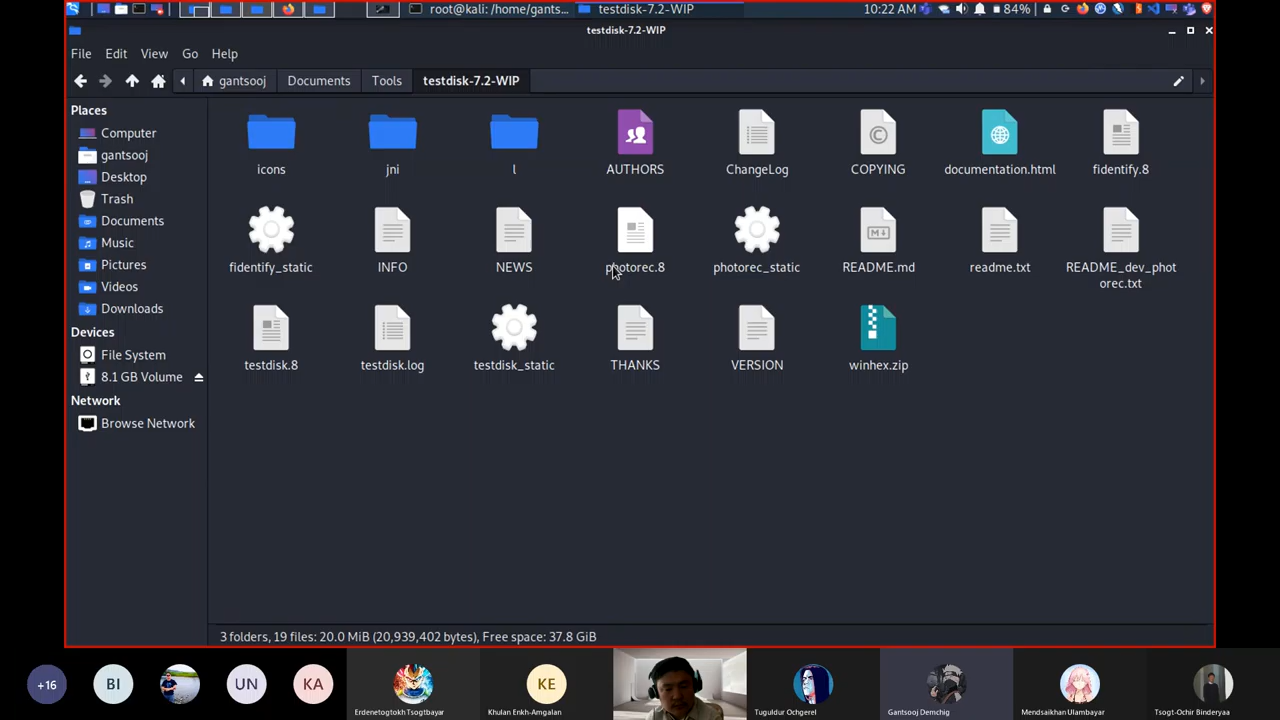 root@kali: /home/gants...
testdisk-7.2-WIP
10:22 AM
84%
testdisk-7.2-WIP
File
Edit
View
Go
Help
gantsooj
Documents
Tools
testdisk-7.2-WIP
Places
Computer
gantsooj
Desktop
Trash
Documents
Music
Pictures
Videos
Downloads
Devices
File System
8.1 GB Volume
Network
Browse Network
icons
jni
l
AUTHORS
ChangeLog
COPYING
documentation.html
fidentify.8
fidentify_static
INFO
NEWS
photorec.8
photorec_static
README.md
readme.txt
README_dev_phot
orec.txt
testdisk.8
testdisk.log
testdisk_static
THANKS
VERSION
winhex.zip
3 folders, 19 files: 20.0 MiB (20,939,402 bytes), Free space: 37.8 GiB
+16
BI
UN
KA
Erdenetogtokh Tsogtbayar
KE
Khulan Enkh-Amgalan
Tuguldur Ochgerel
Gantsooj Demchig
Mendsaikhan Ulambayar
Tsogt-Ochir Binderyaa